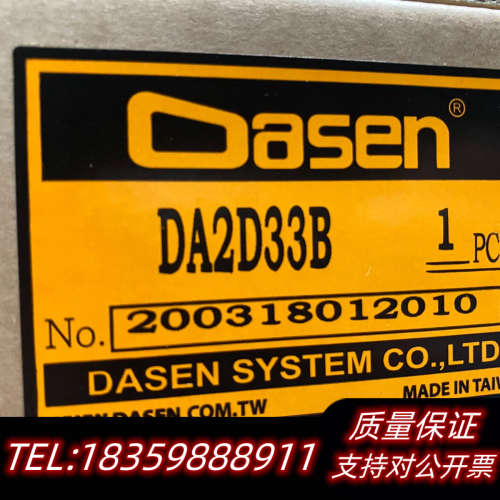 Dasen®
DA2D33B 1 PC
No. 200318012010
DASEN SYSTEM CO.,LTD
MADE IN TAIW
.DASEN.COM.TW
质量保证
TEL:18359888911
支持对公开票